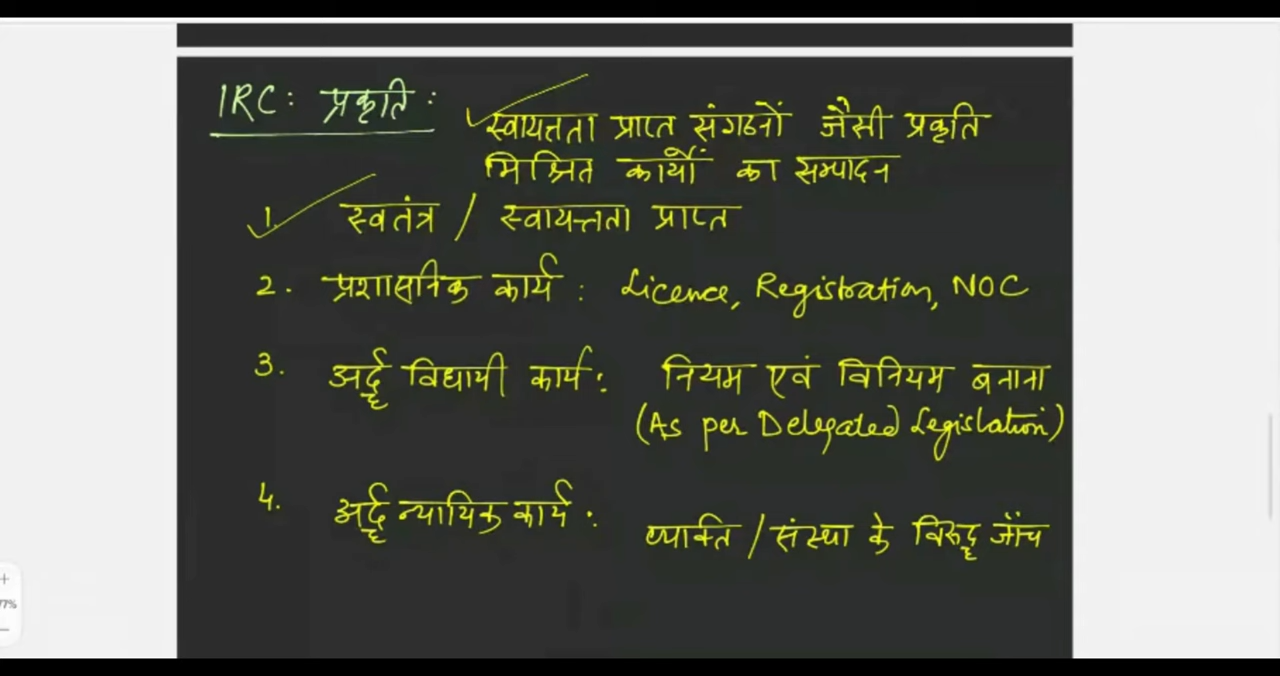 IRC: प्रकृति:
स्वायत्तता प्राप्त संगठनों जैसी प्रकृति
मिश्रित कार्यों का सम्पादन
1. स्वतंत्र / स्वायत्तता प्राप्त
2. प्रशासनिक कार्य: Licence, Registration, NOC
3. अर्द्ध विधायी कार्य: नियम एवं विनियम बनाना
(As per Delegated Legislation)
4. अर्द्ध न्यायिक कार्य:
व्यक्ति / संस्था के विरूद्ध जाँच
+
77%
−